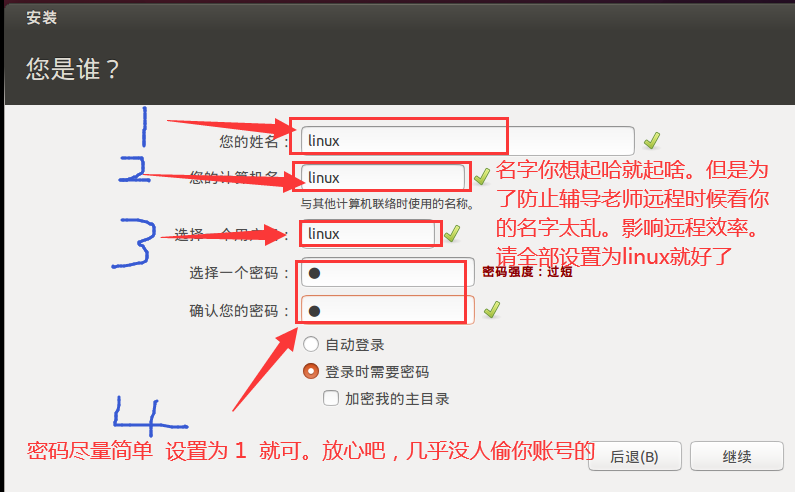 安装
您是谁？
1
您的姓名： linux
2
您的计算机名： linux
与其他计算机联络时使用的名称。
名字你想起啥就起啥。但是为
了防止辅导老师远程时候看你
的名字太乱。影响远程效率。
请全部设置为linux就好了
3
选择一个用户名： linux
选择一个密码： ● 密码强度：过短
确认您的密码： ●
自动登录
登录时需要密码
加密我的主目录
4
密码尽量简单 设置为 1 就可。放心吧，几乎没人偷你账号的
后退(B) 继续